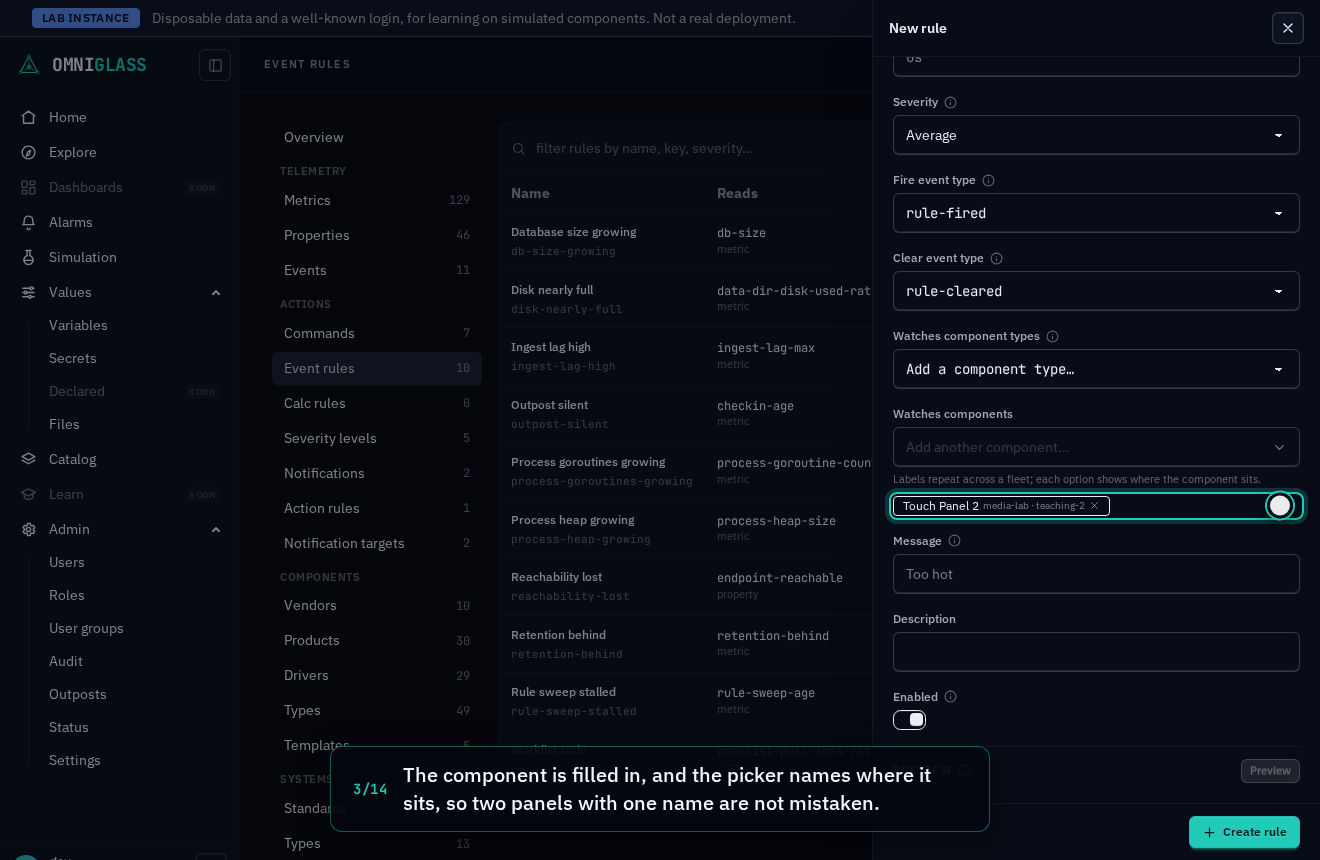 LAB INSTANCE Disposable data and a well-known login, for learning on simulated components. Not a real deployment.
OMNIGLASS
Home
Explore
Dashboards SOON
Alarms
Simulation
Values
Variables
Secrets
Declared SOON
Files
Catalog
Learn SOON
Admin
Users
Roles
User groups
Audit
Outposts
Status
Settings
EVENT RULES
Overview
TELEMETRY
Metrics 129
Properties 46
Events 11
ACTIONS
Commands 7
Event rules 10
Calc rules 0
Severity levels 5
Notifications 2
Action rules 1
Notification targets 2
COMPONENTS
Vendors 10
Products 30
Drivers 29
Types 49
Templates 5
SYSTEMS
Standards
Types 13
filter rules by name, key, severity…
Name Reads
Database size growing db-size
db-size-growing metric
Disk nearly full data-dir-disk-used-rat
disk-nearly-full metric
Ingest lag high ingest-lag-max
ingest-lag-high metric
Outpost silent checkin-age
outpost-silent metric
Process goroutines growing process-goroutine-coun
process-goroutines-growing metric
Process heap growing process-heap-size
process-heap-growing metric
Reachability lost endpoint-reachable
reachability-lost property
Retention behind retention-behind
retention-behind metric
Rule sweep stalled rule-sweep-age
rule-sweep-stalled metric
New rule
Severity
Average
Fire event type
rule-fired
Clear event type
rule-cleared
Watches component types
Add a component type…
Watches components
Add another component…
Labels repeat across a fleet; each option shows where the component sits.
Touch Panel 2 media-lab · teaching-2
Message
Too hot
Description
Enabled
Preview
Create rule
3/14 The component is filled in, and the picker names where it
sits, so two panels with one name are not mistaken.